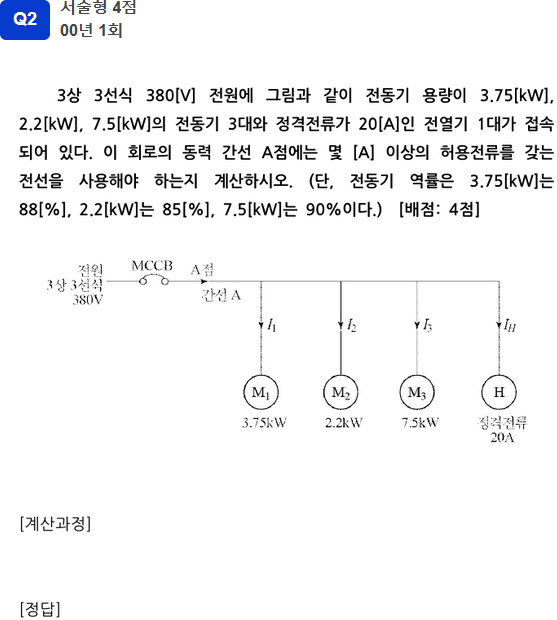 Q2
서술형 4점
00년 1회
3상 3선식 380[V] 전원에 그림과 같이 전동기 용량이 3.75[kW],
2.2[kW], 7.5[kW]의 전동기 3대와 정격전류가 20[A]인 전열기 1대가 접속
되어 있다. 이 회로의 동력 간선 A점에는 몇 [A] 이상의 허용전류를 갖는
전선을 사용해야 하는지 계산하시오. (단, 전동기 역률은 3.75[kW]는
88[%], 2.2[kW]는 85[%], 7.5[kW]는 90%이다.) [배점: 4점]
전원
3상 3선식
380V
MCCB
A점
간선 A
I₁
I₂
I₃
I_H
M₁
M₂
M₃
H
3.75kW
2.2kW
7.5kW
정격전류
20A
[계산과정]
[정답]